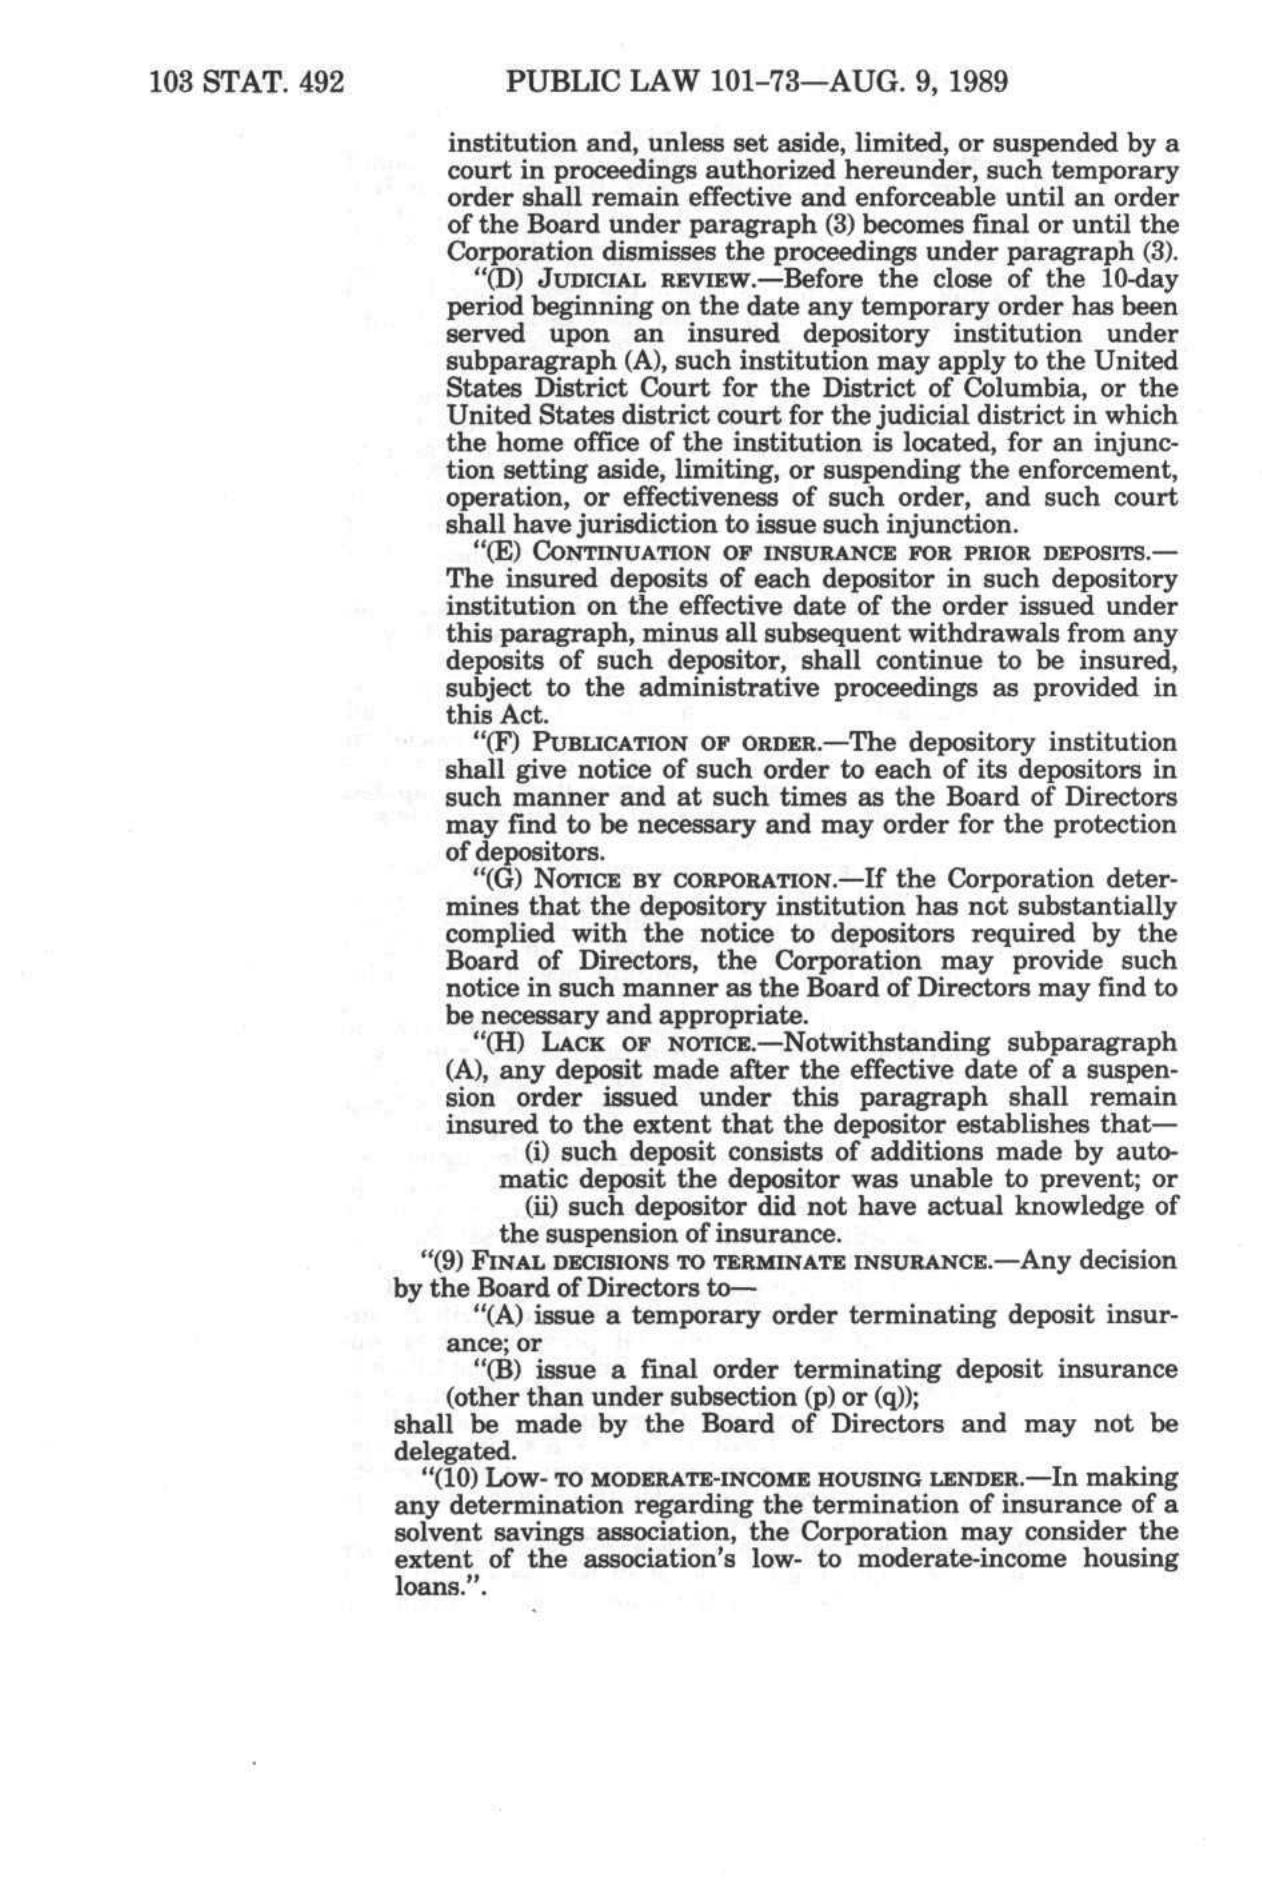 103 STAT. 492 PUBLIC LAW 101–73—AUG. 9, 1989
institution and, unless set aside, limited, or suspended by a
court in proceedings authorized hereunder, such temporary
order shall remain effective and enforceable until an order
of the Board under paragraph (3) becomes final or until the
Corporation dismisses the proceedings under paragraph (3).
"(D) JUDICIAL REVIEW.—Before the close of the 10-day
period beginning on the date any temporary order has been
served upon an insured depository institution under
subparagraph (A), such institution may apply to the United
States District Court for the District of Columbia, or the
United States district court for the judicial district in which
the home office of the institution is located, for an injunc-
tion setting aside, limiting, or suspending the enforcement,
operation, or effectiveness of such order, and such court
shall have jurisdiction to issue such injunction.
"(E) CONTINUATION OF INSURANCE FOR PRIOR DEPOSITS.—
The insured deposits of each depositor in such depository
institution on the effective date of the order issued under
this paragraph, minus all subsequent withdrawals from any
deposits of such depositor, shall continue to be insured,
subject to the administrative proceedings as provided in
this Act.
"(F) PUBLICATION OF ORDER.—The depository institution
shall give notice of such order to each of its depositors in
such manner and at such times as the Board of Directors
may find to be necessary and may order for the protection
of depositors.
"(G) NOTICE BY CORPORATION.—If the Corporation deter-
mines that the depository institution has not substantially
complied with the notice to depositors required by the
Board of Directors, the Corporation may provide such
notice in such manner as the Board of Directors may find to
be necessary and appropriate.
"(H) LACK OF NOTICE.—Notwithstanding subparagraph
(A), any deposit made after the effective date of a suspen-
sion order issued under this paragraph shall remain
insured to the extent that the depositor establishes that—
(i) such deposit consists of additions made by auto-
matic deposit the depositor was unable to prevent; or
(ii) such depositor did not have actual knowledge of
the suspension of insurance.
"(9) FINAL DECISIONS TO TERMINATE INSURANCE.—Any decision
by the Board of Directors to—
"(A) issue a temporary order terminating deposit insur-
ance; or
"(B) issue a final order terminating deposit insurance
(other than under subsection (p) or (q));
shall be made by the Board of Directors and may not be
delegated.
"(10) LOW- TO MODERATE-INCOME HOUSING LENDER.—In making
any determination regarding the termination of insurance of a
solvent savings association, the Corporation may consider the
extent of the association's low- to moderate-income housing
loans.".